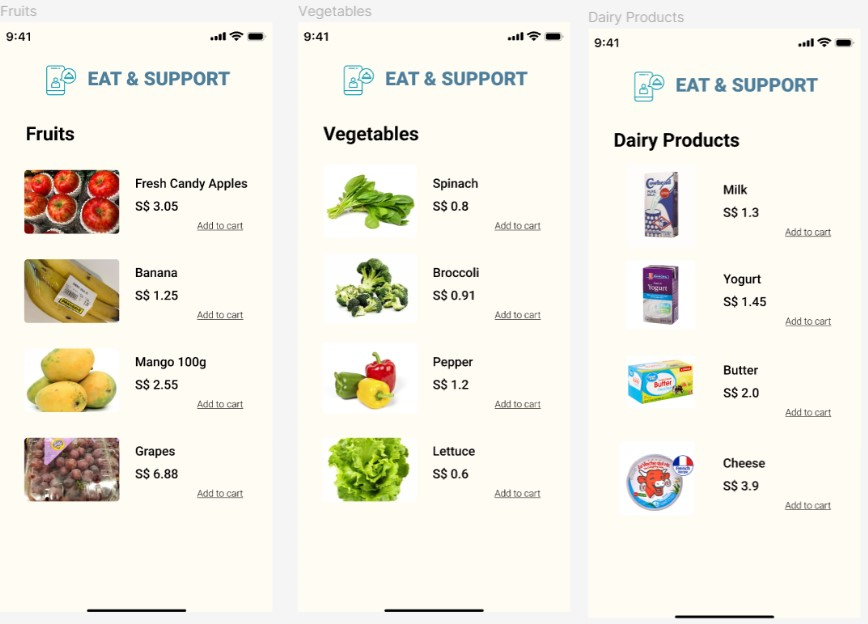 Fruits
9:41
EAT & SUPPORT
Fruits
Fresh Candy Apples
S$ 3.05
Add to cart
Banana
S$ 1.25
Add to cart
Mango 100g
S$ 2.55
Add to cart
Grapes
S$ 6.88
Add to cart
Vegetables
9:41
EAT & SUPPORT
Vegetables
Spinach
S$ 0.8
Add to cart
Broccoli
S$ 0.91
Add to cart
Pepper
S$ 1.2
Add to cart
Lettuce
S$ 0.6
Add to cart
Dairy Products
9:41
EAT & SUPPORT
Dairy Products
Milk
S$ 1.3
Add to cart
Yogurt
Yogurt
S$ 1.45
Add to cart
Butter
Butter
S$ 2.0
Add to cart
Cheese
S$ 3.9
Add to cart